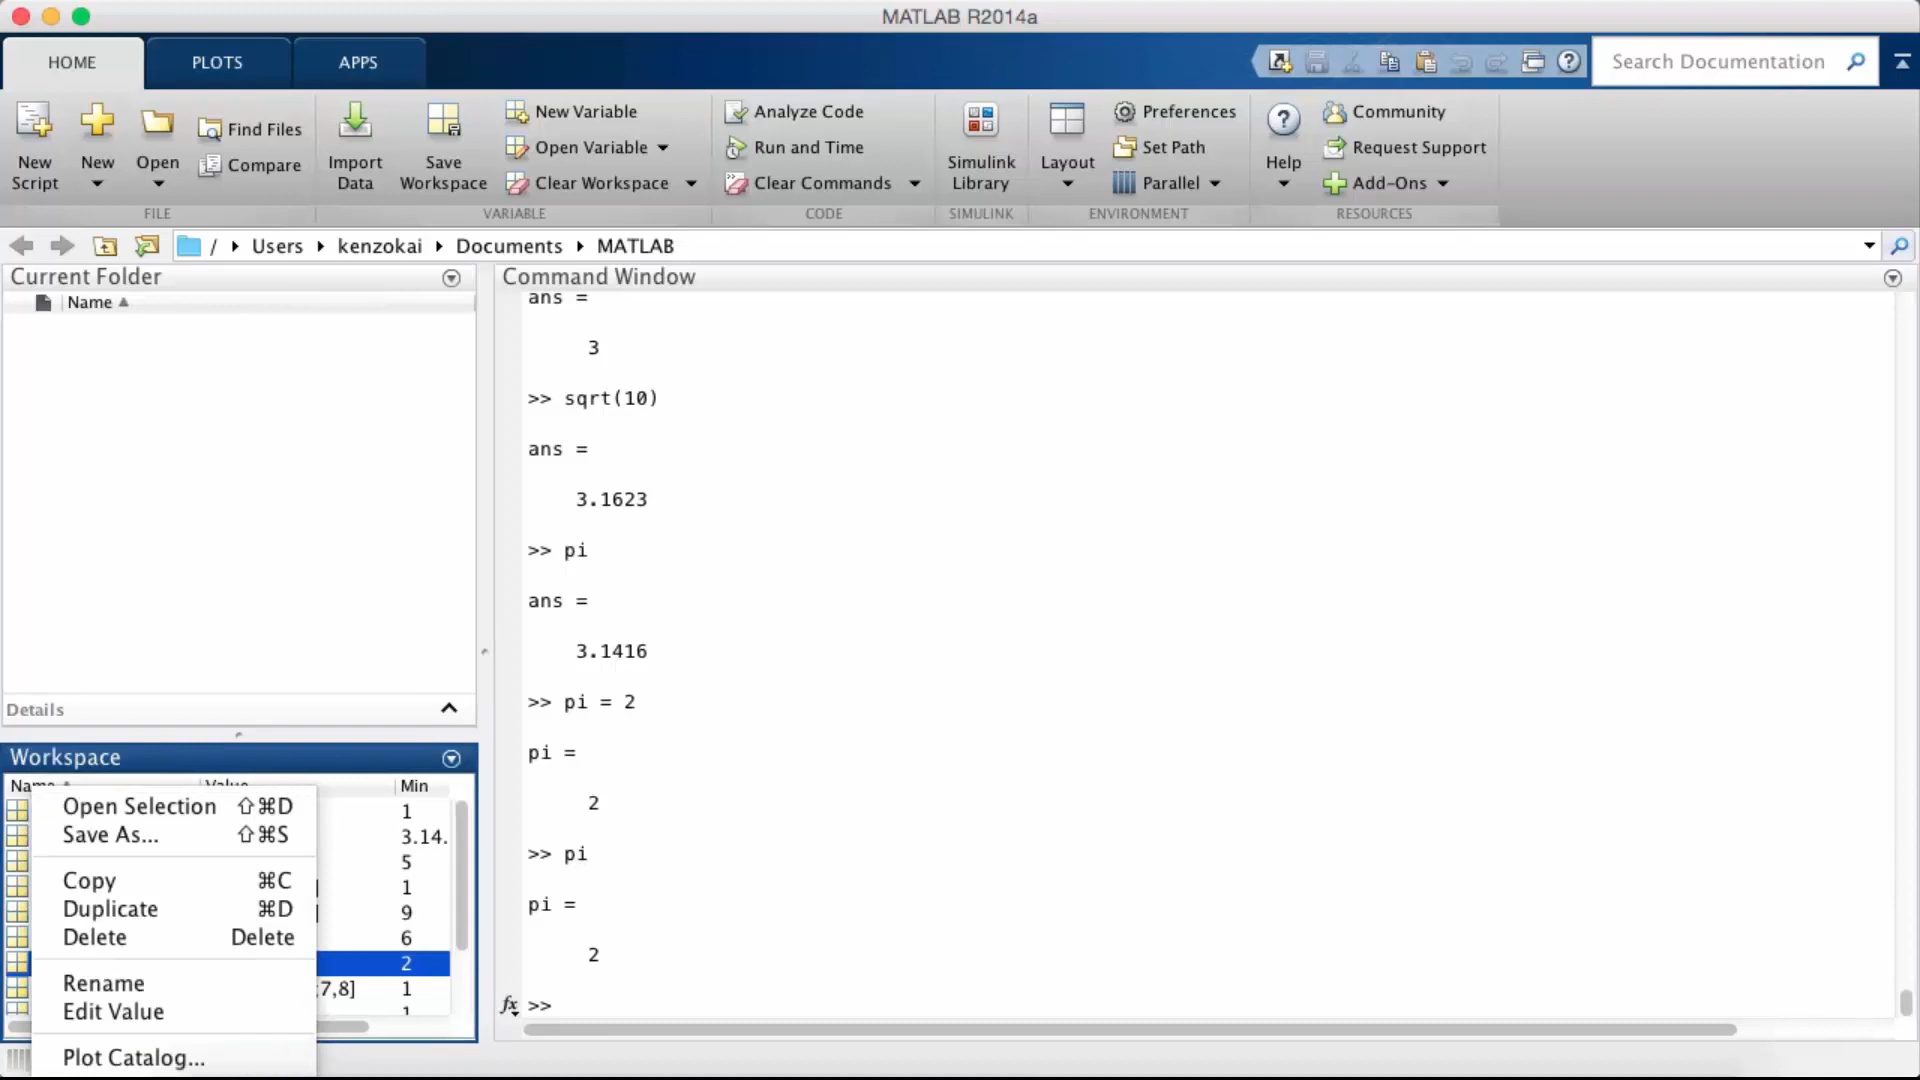 MATLAB R2014a
HOME
PLOTS
APPS
Search Documentation
New Script
New
Open
Find Files
Compare
Import Data
Save Workspace
New Variable
Open Variable
Clear Workspace
Analyze Code
Run and Time
Clear Commands
Simulink Library
Layout
Preferences
Set Path
Parallel
Help
Community
Request Support
Add-Ons
FILE
VARIABLE
CODE
SIMULINK
ENVIRONMENT
RESOURCES
/ Users kenzokai Documents MATLAB
Current Folder
Name
Details
Workspace
Name Value Min
1
3.14.
5
1
9
6
2
;7,8] 1
1
Open Selection ⇧⌘D
Save As... ⇧⌘S
Copy ⌘C
Duplicate ⌘D
Delete Delete
Rename
Edit Value
Plot Catalog...
Command Window
ans =
3
>> sqrt(10)
ans =
3.1623
>> pi
ans =
3.1416
>> pi = 2
pi =
2
>> pi
pi =
2
fx >>